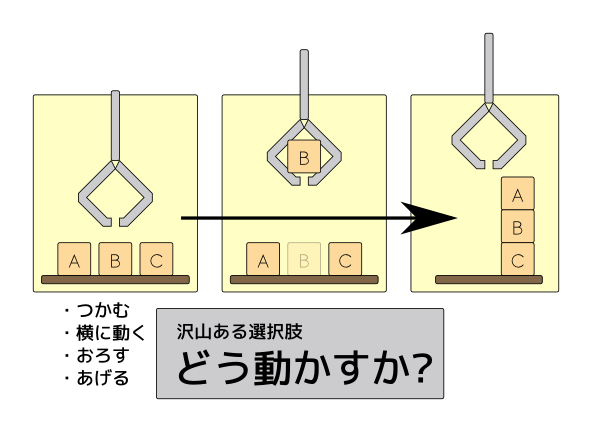 A B C
B
A B C
A
B
C
・つかむ
・横に動く
・おろす
・あげる
沢山ある選択肢
どう動かすか?